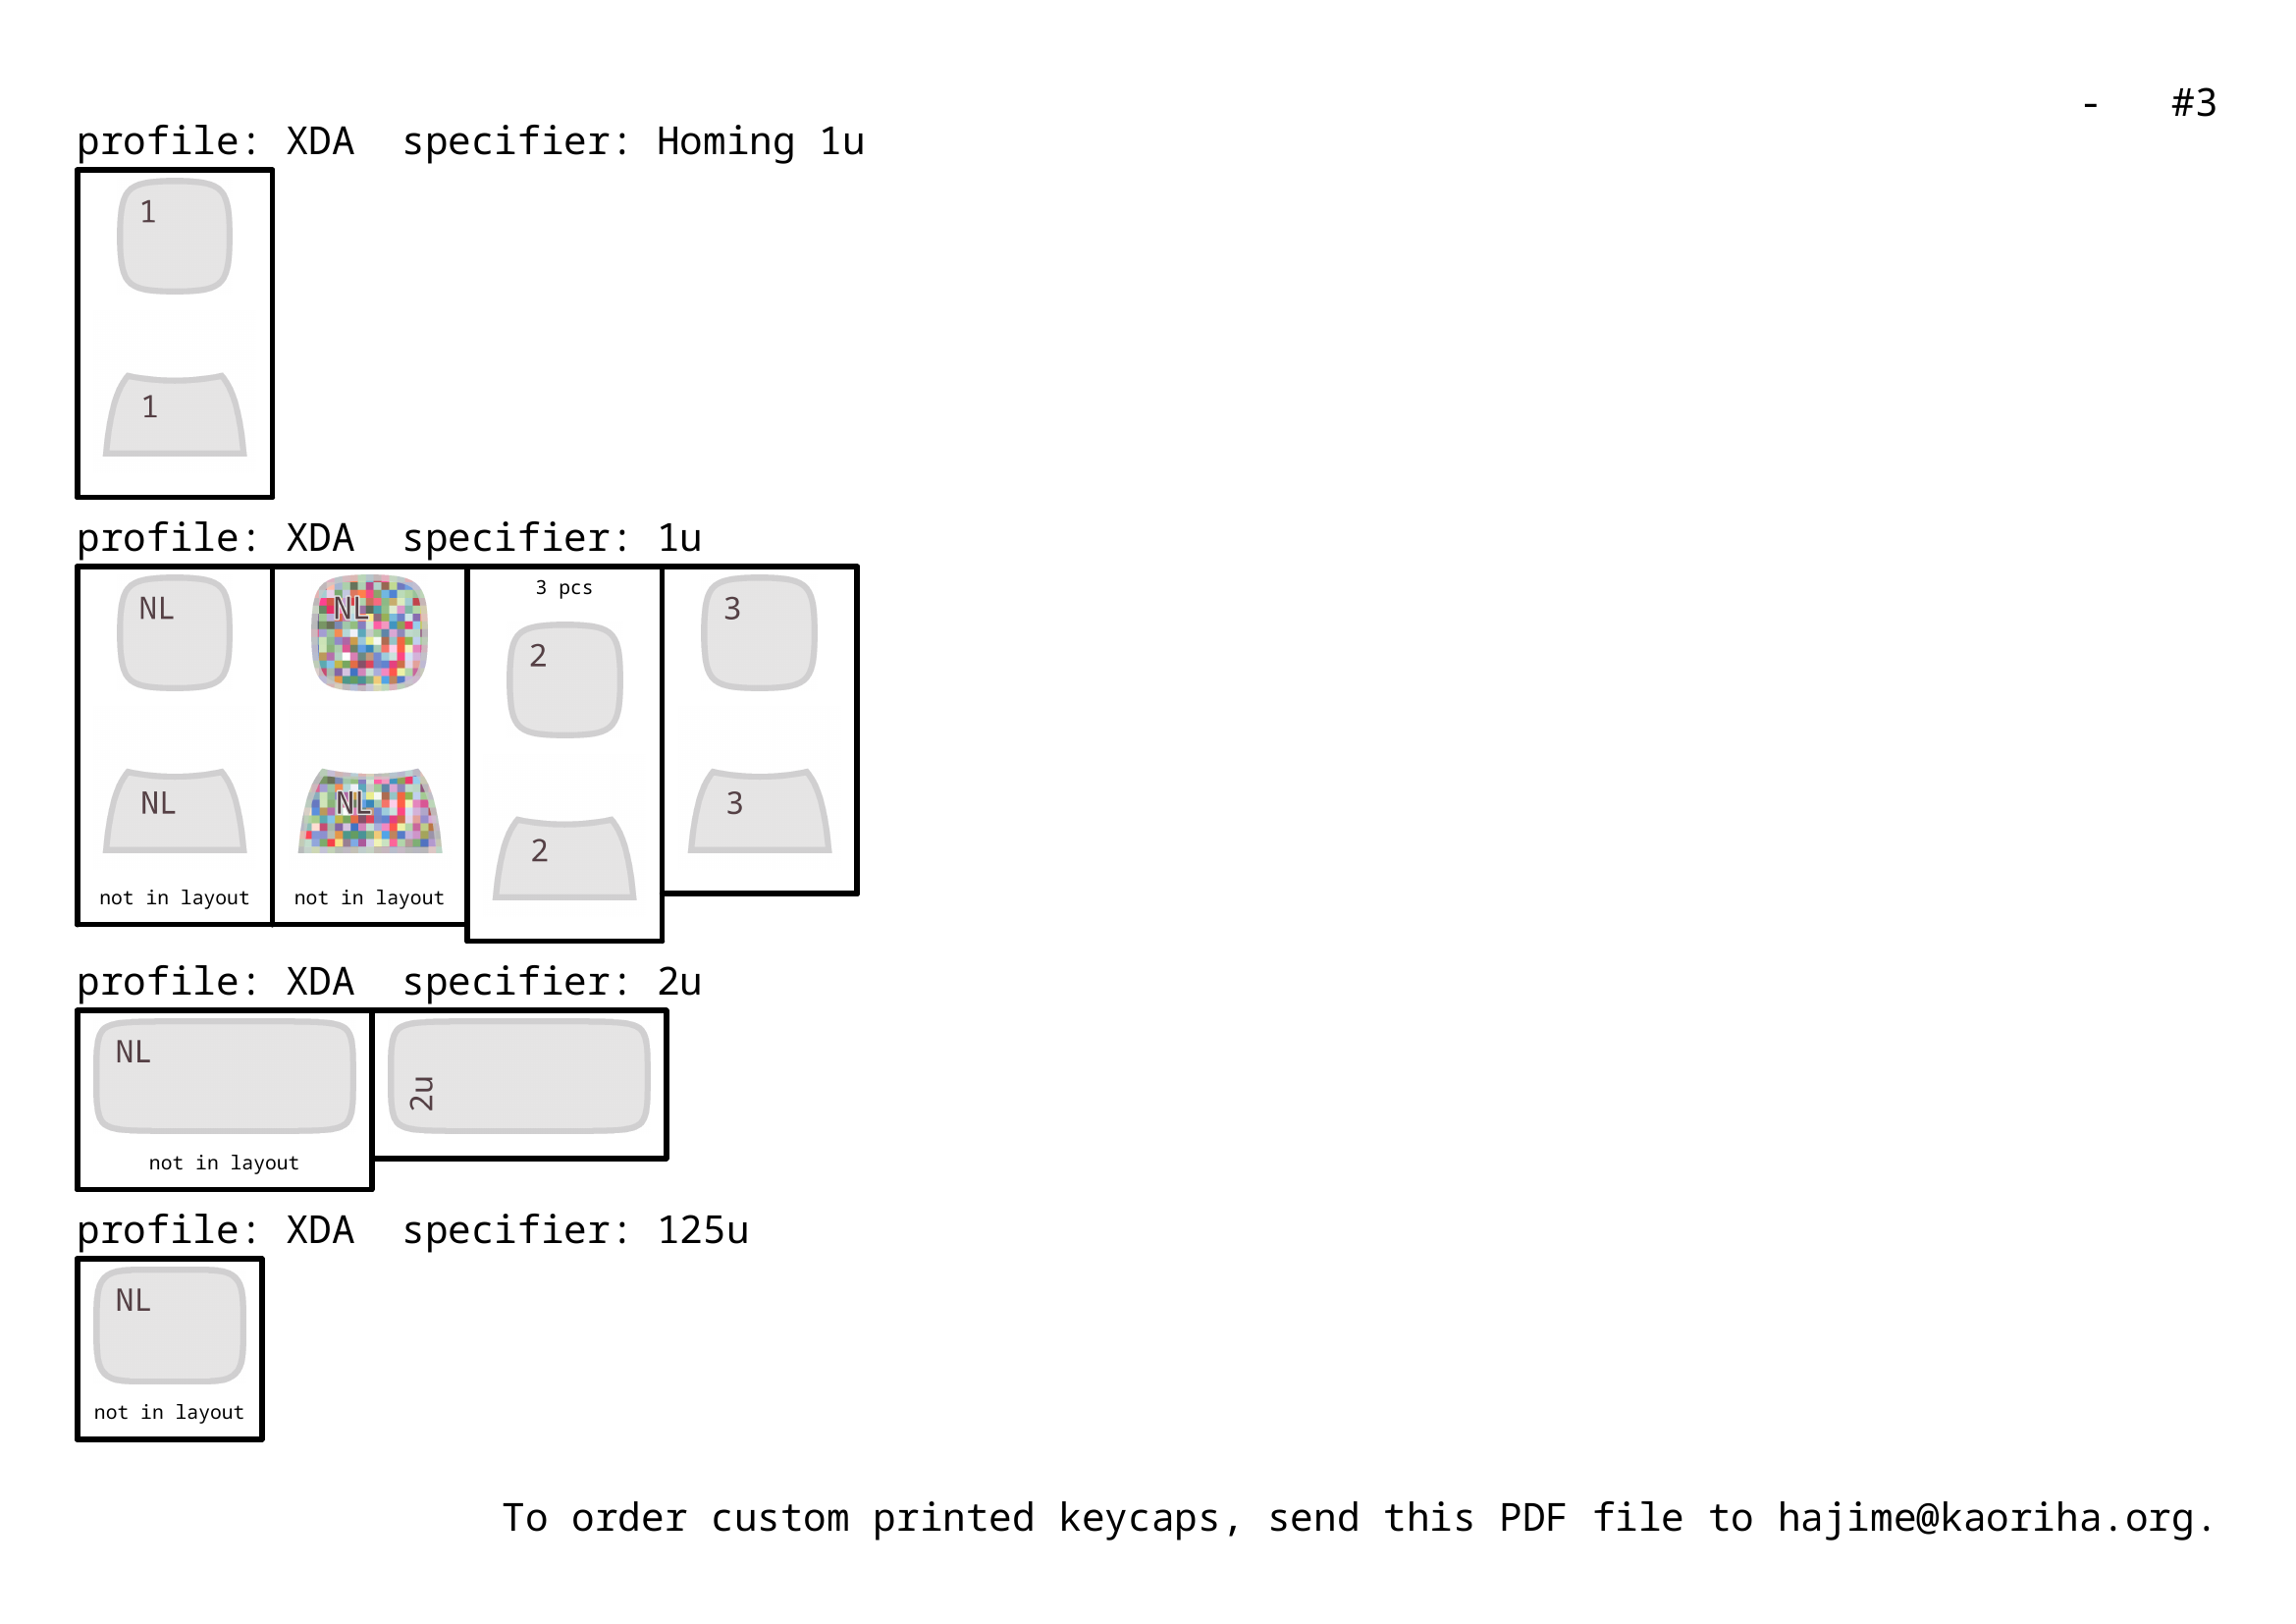 - #3
profile: XDA specifier: Homing 1u
1
1
profile: XDA specifier: 1u
3 pcs
NL NL 2 3
NL NL 2 3
not in layout not in layout
profile: XDA specifier: 2u
NL 2u
not in layout
profile: XDA specifier: 125u
NL
not in layout
To order custom printed keycaps, send this PDF file to hajime@kaoriha.org.